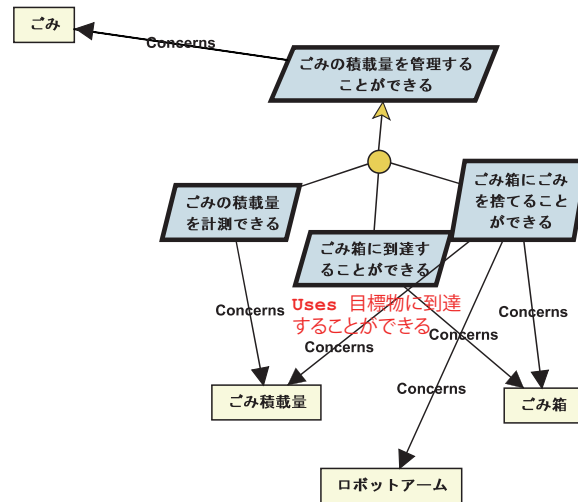 ごみ
Concerns
ごみの積載量を管理する
ことができる
ごみの積載量
を計測できる
ごみ箱に到達す
ることができる
ごみ箱にごみ
を捨てること
ができる
Uses 目標物に到達
することができる
Concerns
Concerns
Concerns
Concerns
Concerns
ごみ積載量
ごみ箱
ロボットアーム